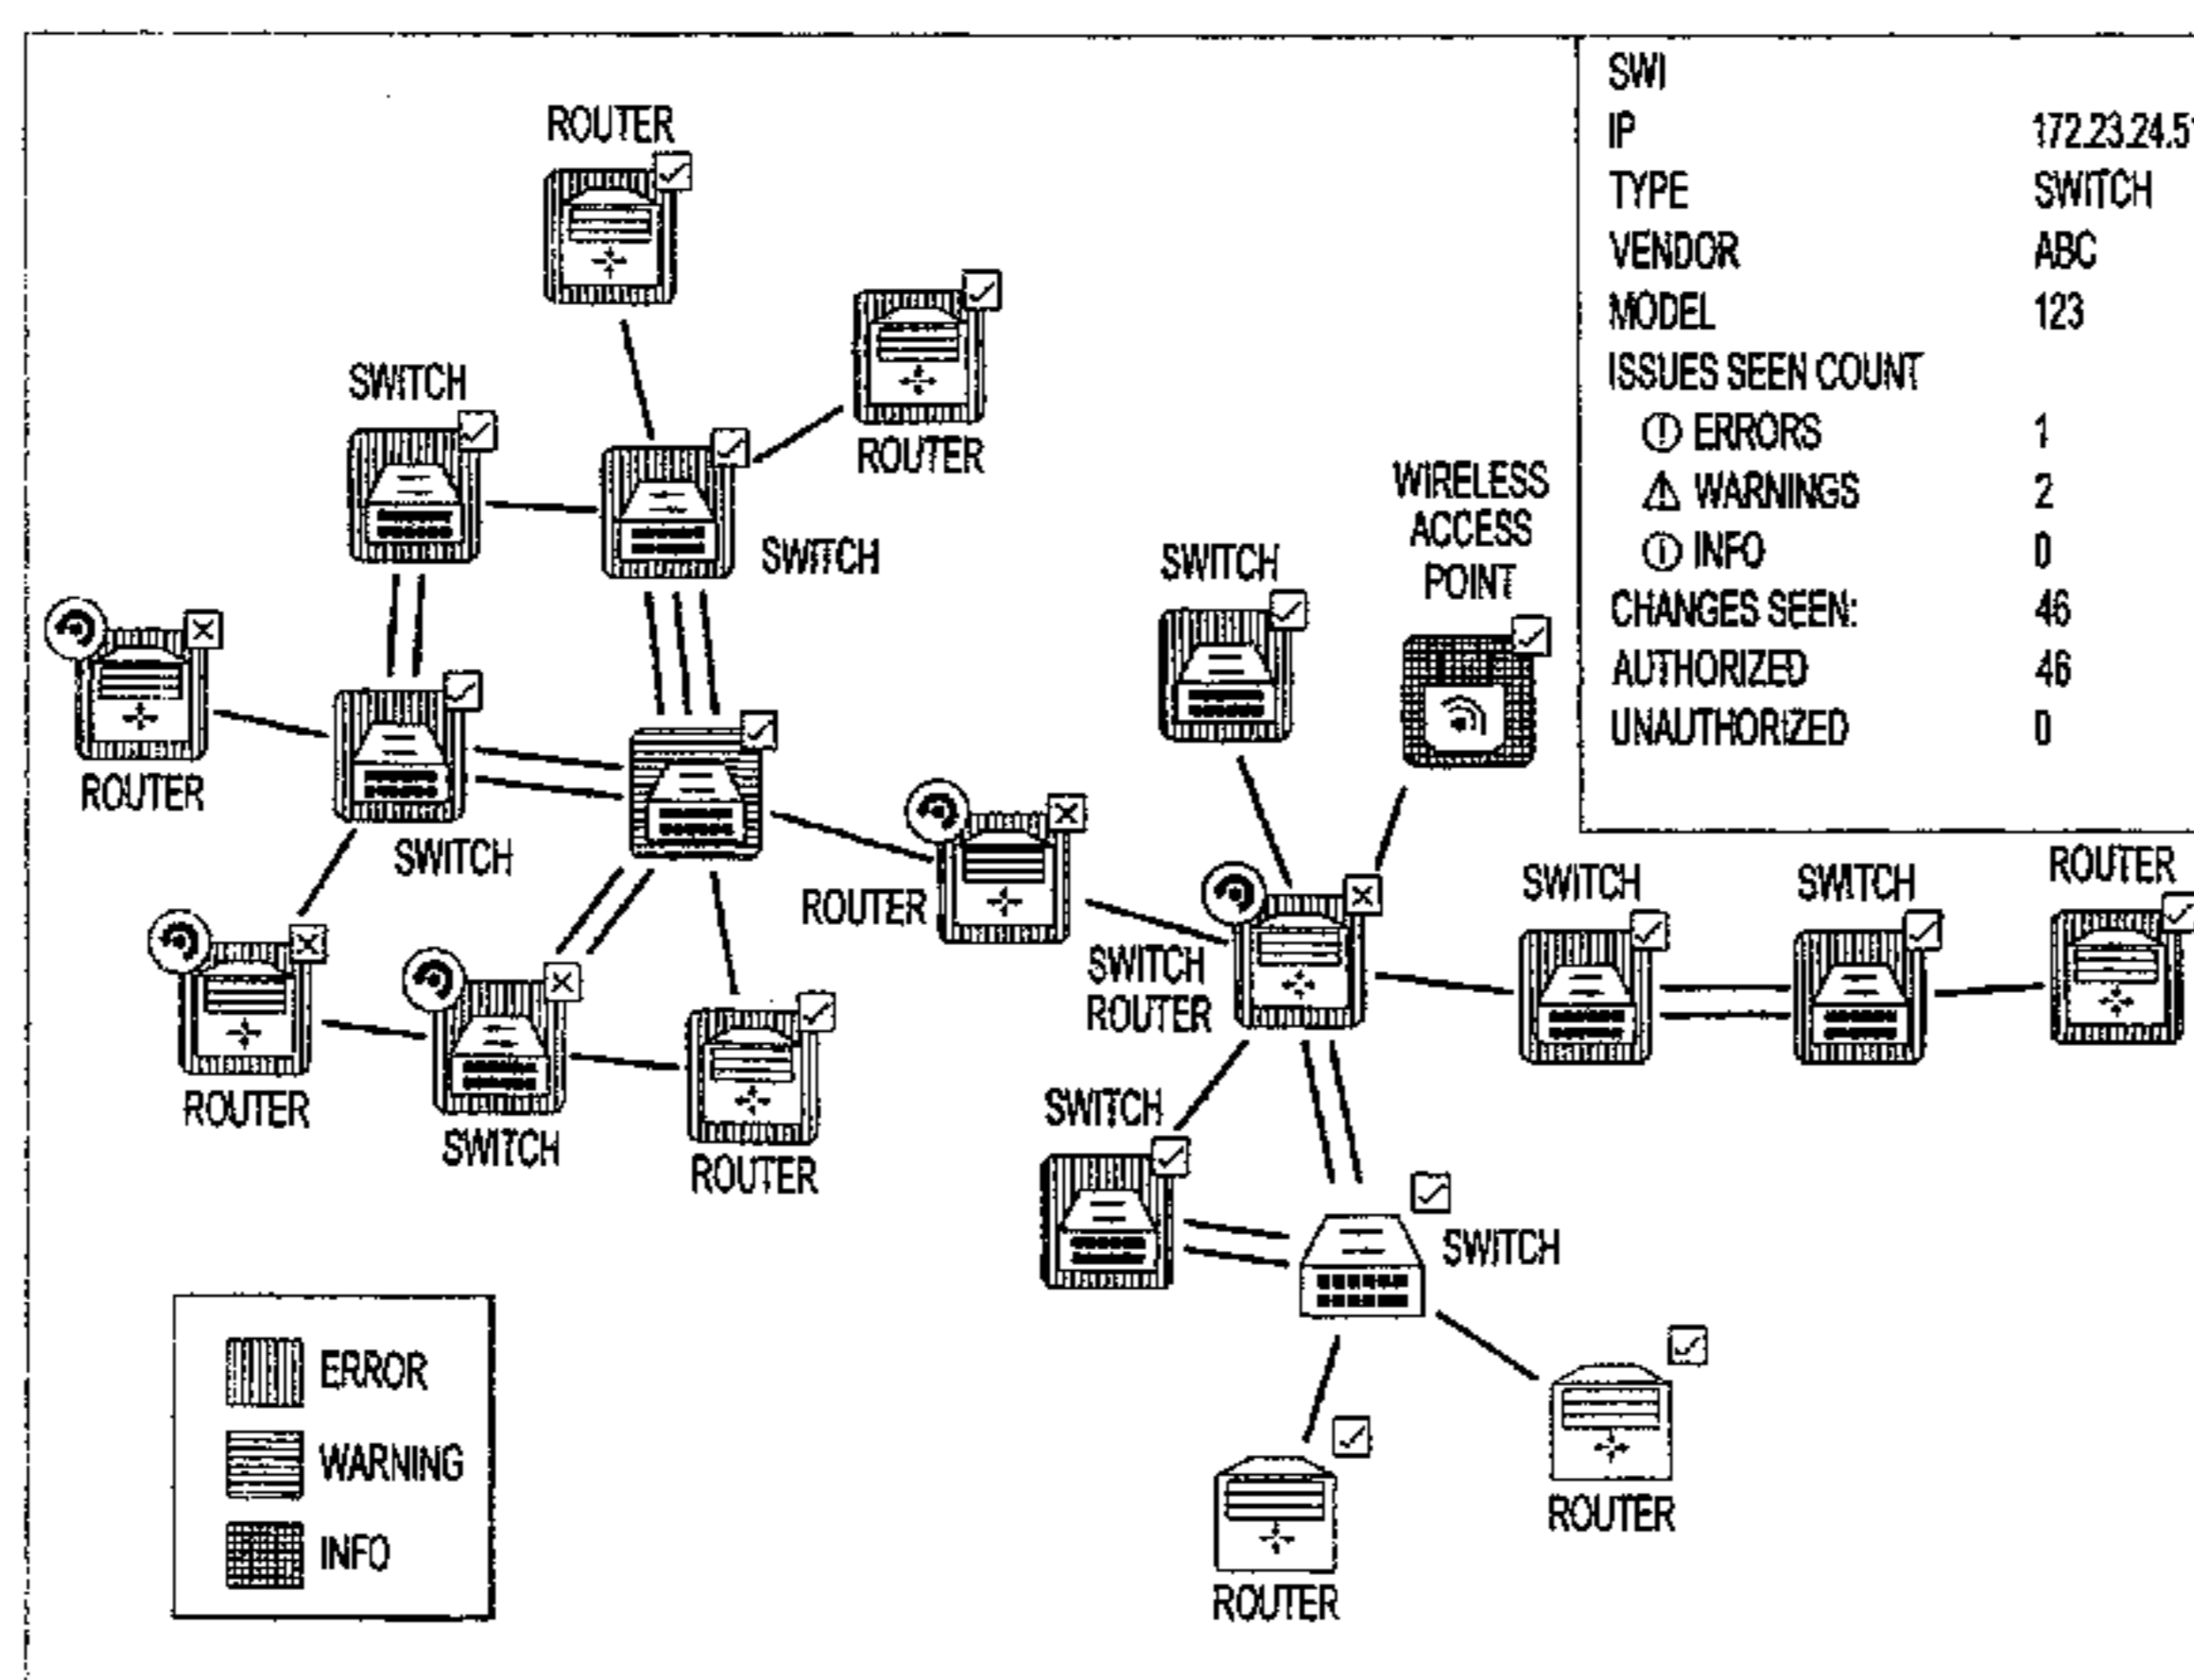 SWI
IP 172.23.24.51
TYPE SWITCH
VENDOR ABC
MODEL 123
ISSUES SEEN COUNT
ERRORS 1
WARNINGS 2
INFO 0
CHANGES SEEN: 46
AUTHORIZED 46
UNAUTHORIZED 0
ROUTER
ROUTER
SWITCH
SWITCH
WIRELESS
ACCESS
POINT
SWITCH
ROUTER
SWITCH
ROUTER
SWITCH
ROUTER
SWITCH
ROUTER
SWITCH
SWITCH
ROUTER
ROUTER
SWITCH
ROUTER
SWITCH
SWITCH
ROUTER
ROUTER
ERROR
WARNING
INFO